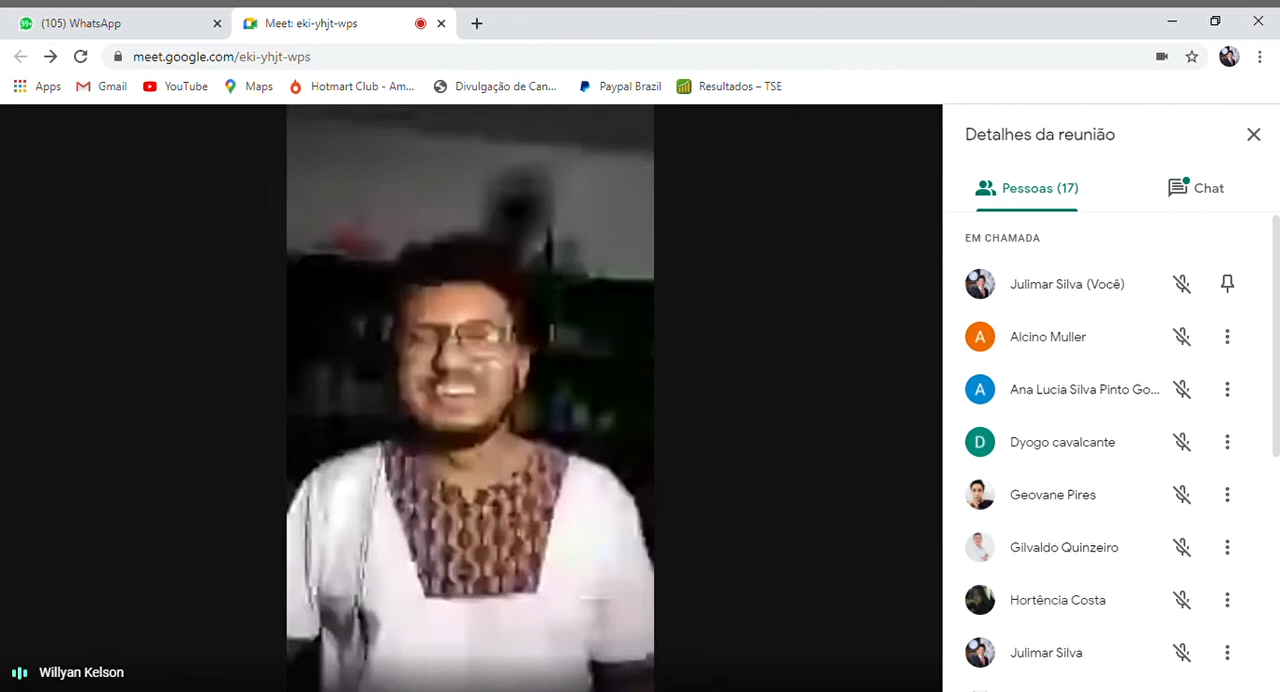 (105) WhatsApp
Meet: eki-yhjt-wps
meet.google.com/eki-yhjt-wps
Apps Gmail YouTube Maps Hotmart Club - Am... Divulgação de Can... Paypal Brazil Resultados – TSE
Detalhes da reunião
Pessoas (17) Chat
EM CHAMADA
Julimar Silva (Você)
A Alcino Muller
A Ana Lucia Silva Pinto Go...
D Dyogo cavalcante
Geovane Pires
Gilvaldo Quinzeiro
Hortência Costa
Julimar Silva
Willyan Kelson